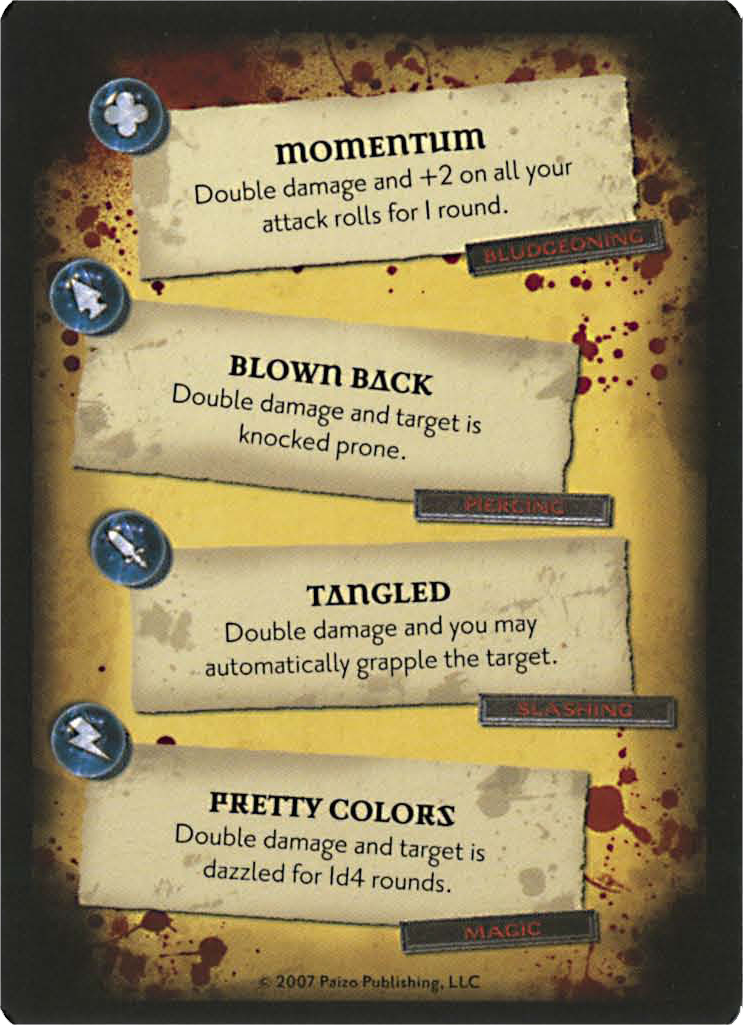 MOMENTUM
Double damage and +2 on all your
attack rolls for 1 round.
BLUDGEONING
BLOWN BACK
Double damage and target is
knocked prone.
PIERCING
TANGLED
Double damage and you may
automatically grapple the target.
SLASHING
PRETTY COLORS
Double damage and target is
dazzled for 1d4 rounds.
MAGIC
© 2007 Paizo Publishing, LLC